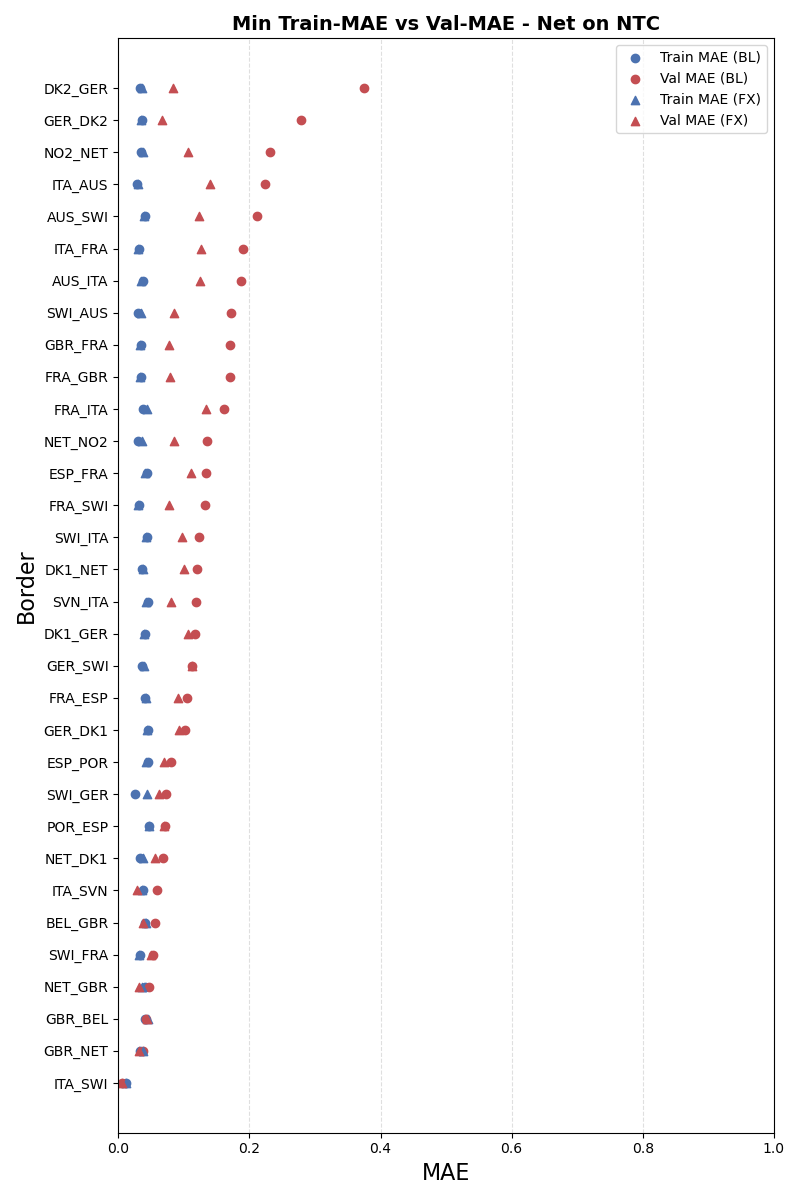 Min Train-MAE vs Val-MAE - Net on NTC
Train MAE (BL)
Val MAE (BL)
Train MAE (FX)
Val MAE (FX)
DK2_GER
GER_DK2
NO2_NET
ITA_AUS
AUS_SWI
ITA_FRA
AUS_ITA
SWI_AUS
GBR_FRA
FRA_GBR
FRA_ITA
NET_NO2
ESP_FRA
FRA_SWI
SWI_ITA
DK1_NET
SVN_ITA
DK1_GER
GER_SWI
FRA_ESP
GER_DK1
ESP_POR
SWI_GER
POR_ESP
NET_DK1
ITA_SVN
BEL_GBR
SWI_FRA
NET_GBR
GBR_BEL
GBR_NET
ITA_SWI
Border
0.0 0.2 0.4 0.6 0.8 1.0
MAE